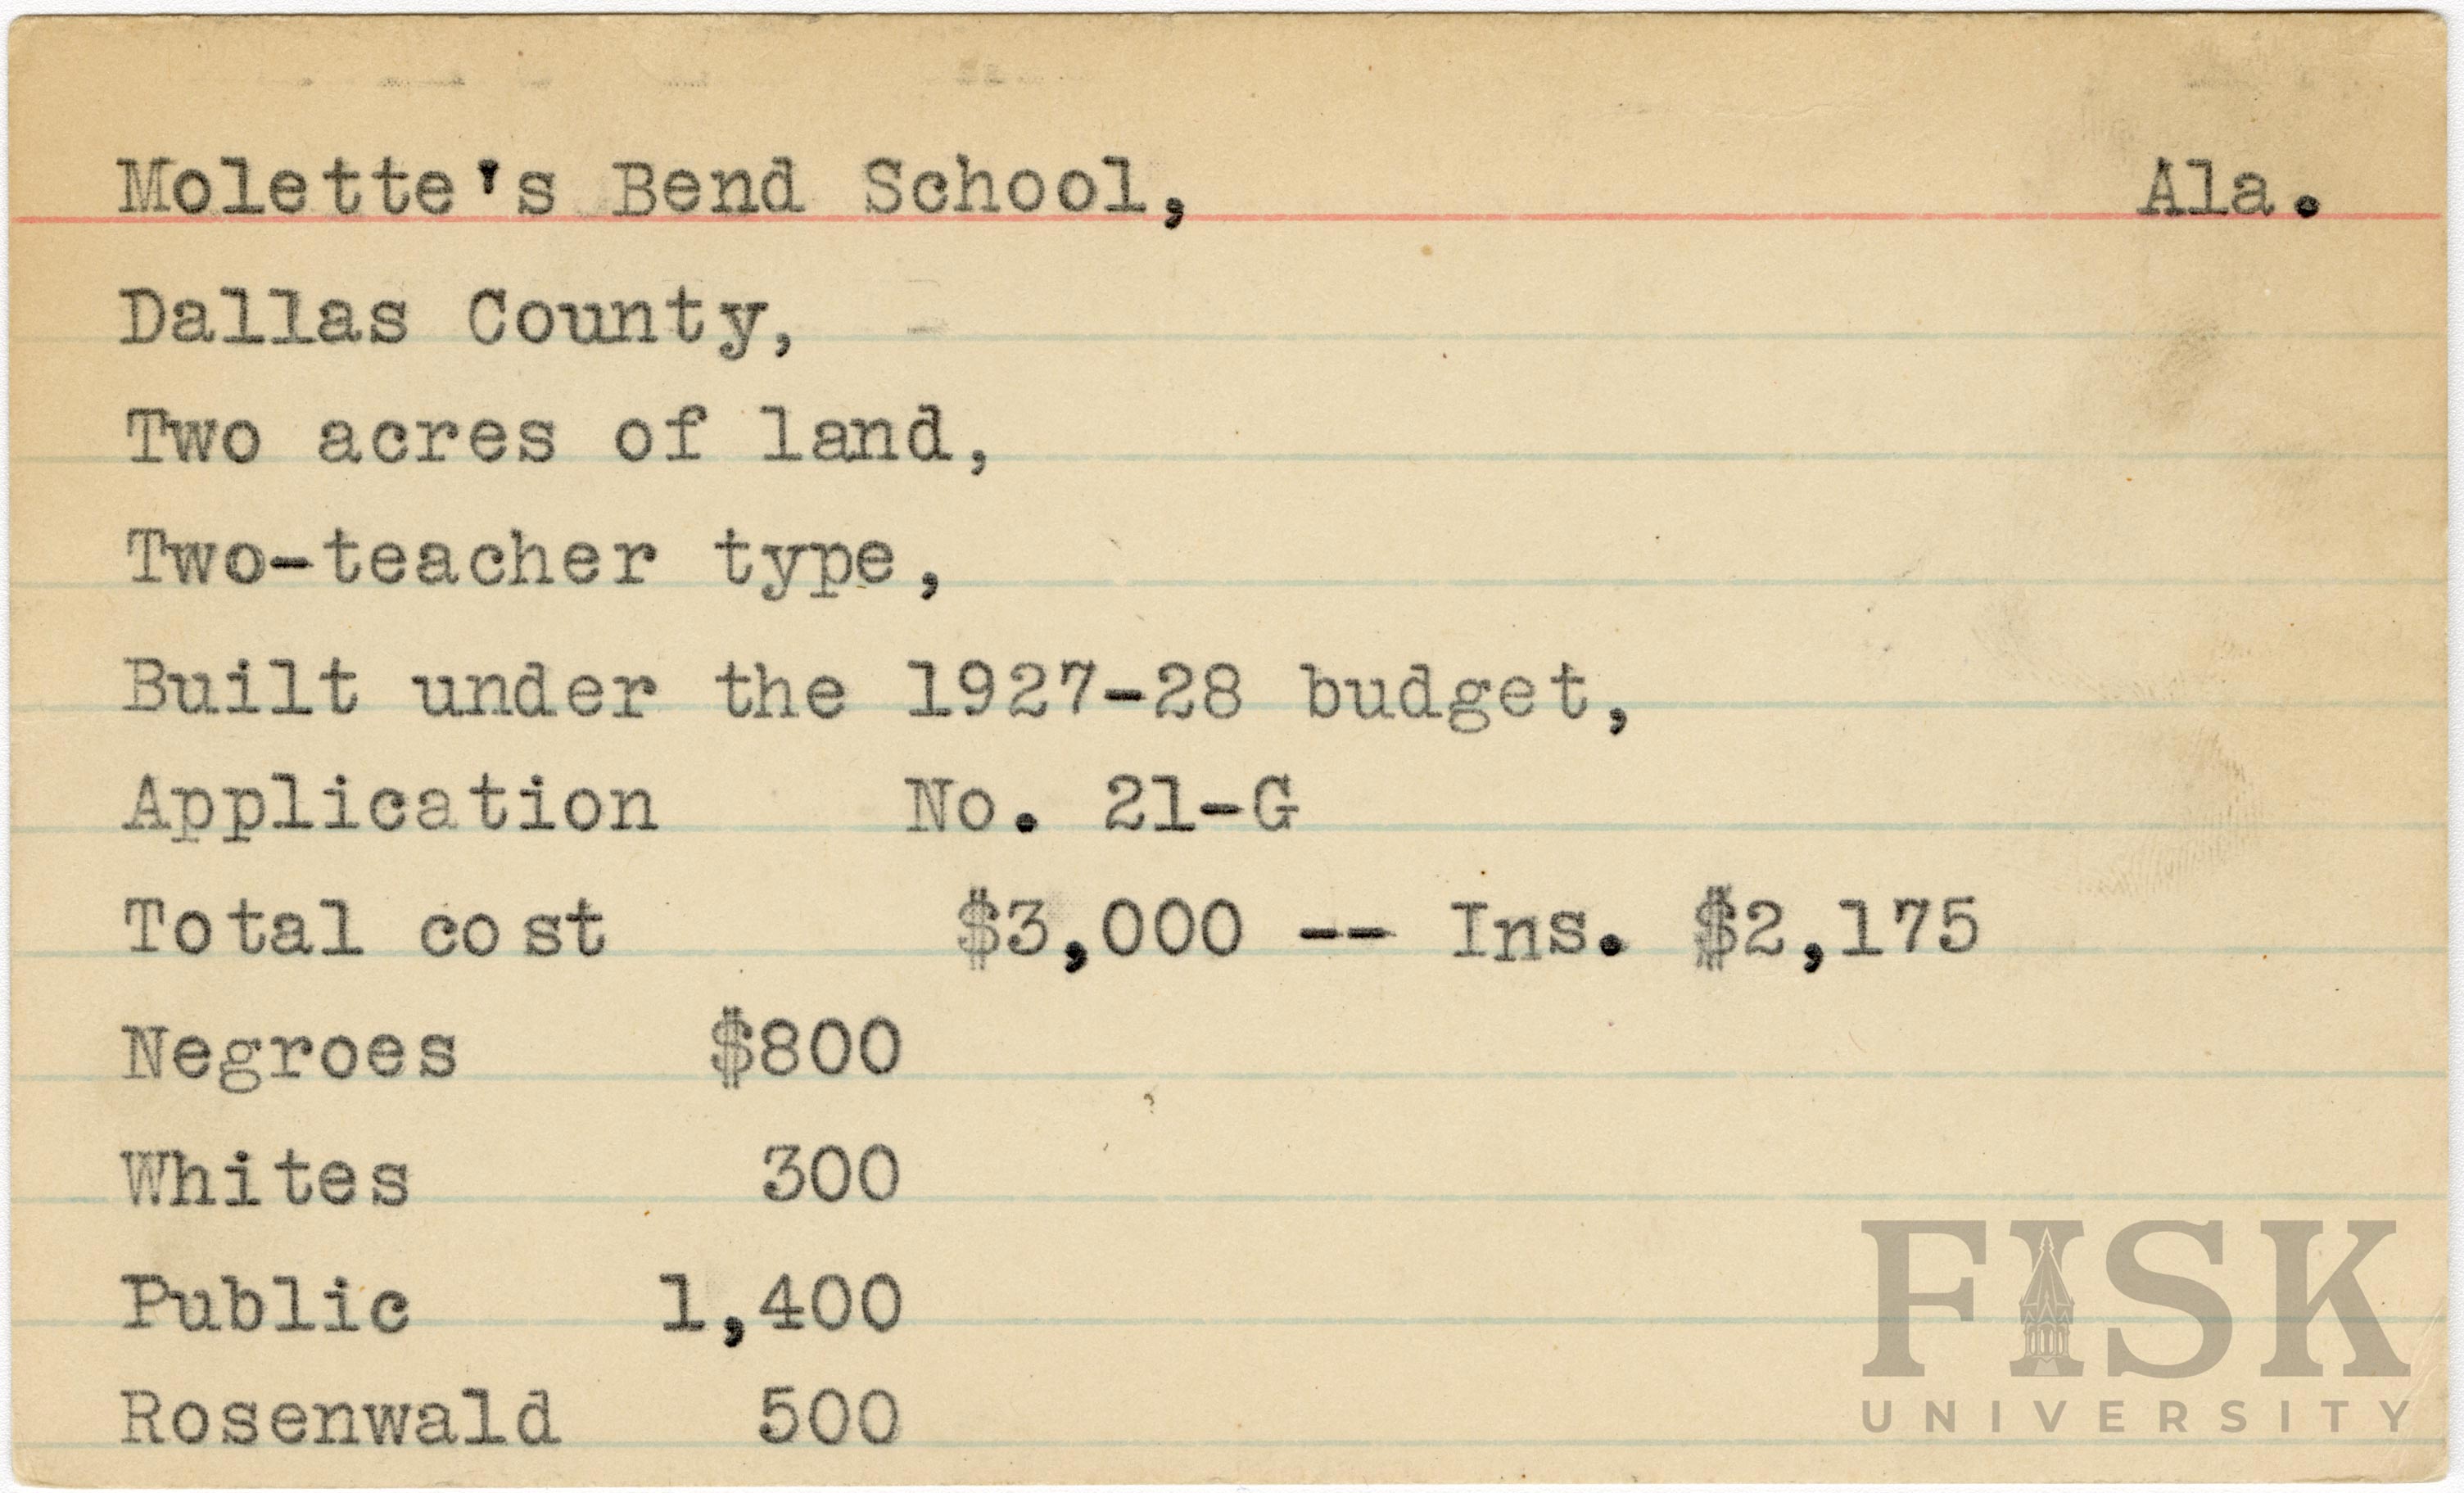 Molette's Bend School, Ala.
Dallas County,
Two acres of land,
Two-teacher type,
Built under the 1927-28 budget,
Application No. 21-G
Total cost $3,000 -- Ins. $2,175
Negroes $800
Whites 300
Public 1,400
Rosenwald 500
FISK
UNIVERSITY